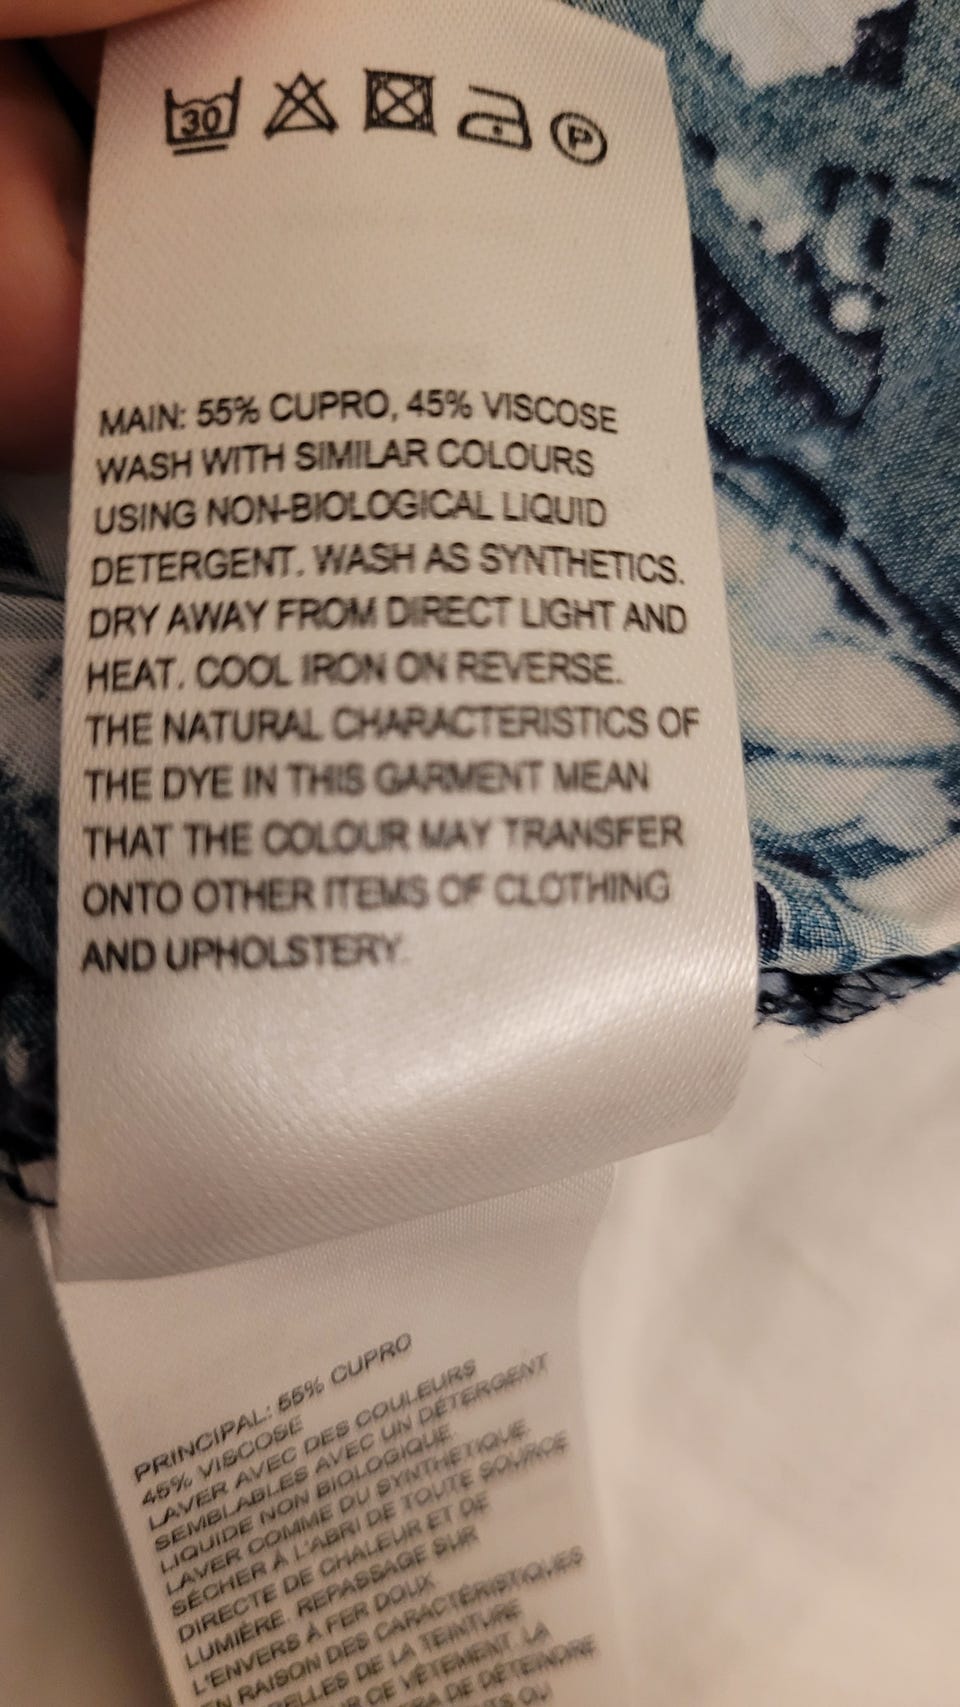 30
P
MAIN: 55% CUPRO, 45% VISCOSE
WASH WITH SIMILAR COLOURS
USING NON-BIOLOGICAL LIQUID
DETERGENT. WASH AS SYNTHETICS.
DRY AWAY FROM DIRECT LIGHT AND
HEAT. COOL IRON ON REVERSE.
THE NATURAL CHARACTERISTICS OF
THE DYE IN THIS GARMENT MEAN
THAT THE COLOUR MAY TRANSFER
ONTO OTHER ITEMS OF CLOTHING
AND UPHOLSTERY.
PRINCIPAL: 55% CUPRO
45% VISCOSE
LAVER AVEC DES COULEURS
SEMBLABLES AVEC UN DÉTERGENT
LIQUIDE NON BIOLOGIQUE.
LAVER COMME DU SYNTHÉTIQUE.
SÉCHER À L'ABRI DE TOUTE SOURCE
DIRECTE DE CHALEUR ET DE
LUMIÈRE. REPASSAGE SUR
L'ENVERS À FER DOUX
EN RAISON DES CARACTÉRISTIQUES
DE LA TEINTURE
DE CE VÊTEMENT, LA
DE DÉTEINDRE
OU